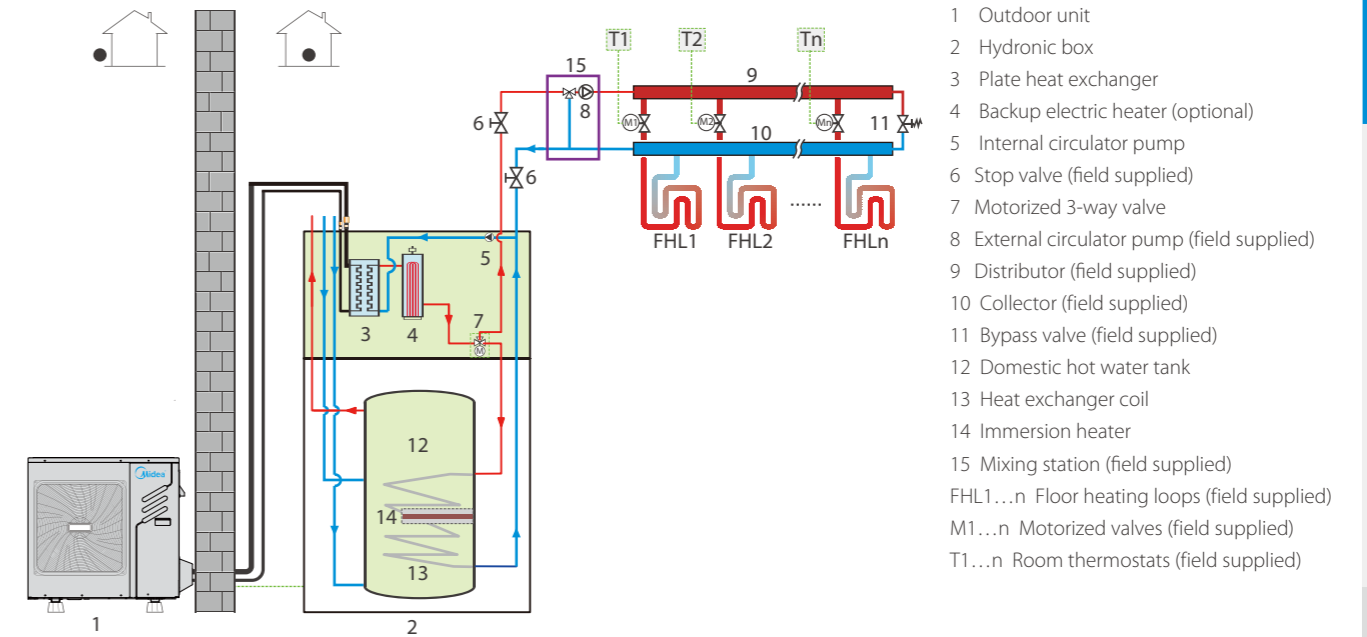 T1
T2
Tn
15
9
8
6
M1
M2
Mn
11
10
6
FHL1
FHL2
......
FHLn
5
7
M
3
4
12
14
13
Midea
1
2
1 Outdoor unit
2 Hydronic box
3 Plate heat exchanger
4 Backup electric heater (optional)
5 Internal circulator pump
6 Stop valve (field supplied)
7 Motorized 3-way valve
8 External circulator pump (field supplied)
9 Distributor (field supplied)
10 Collector (field supplied)
11 Bypass valve (field supplied)
12 Domestic hot water tank
13 Heat exchanger coil
14 Immersion heater
15 Mixing station (field supplied)
FHL1…n Floor heating loops (field supplied)
M1…n Motorized valves (field supplied)
T1…n Room thermostats (field supplied)